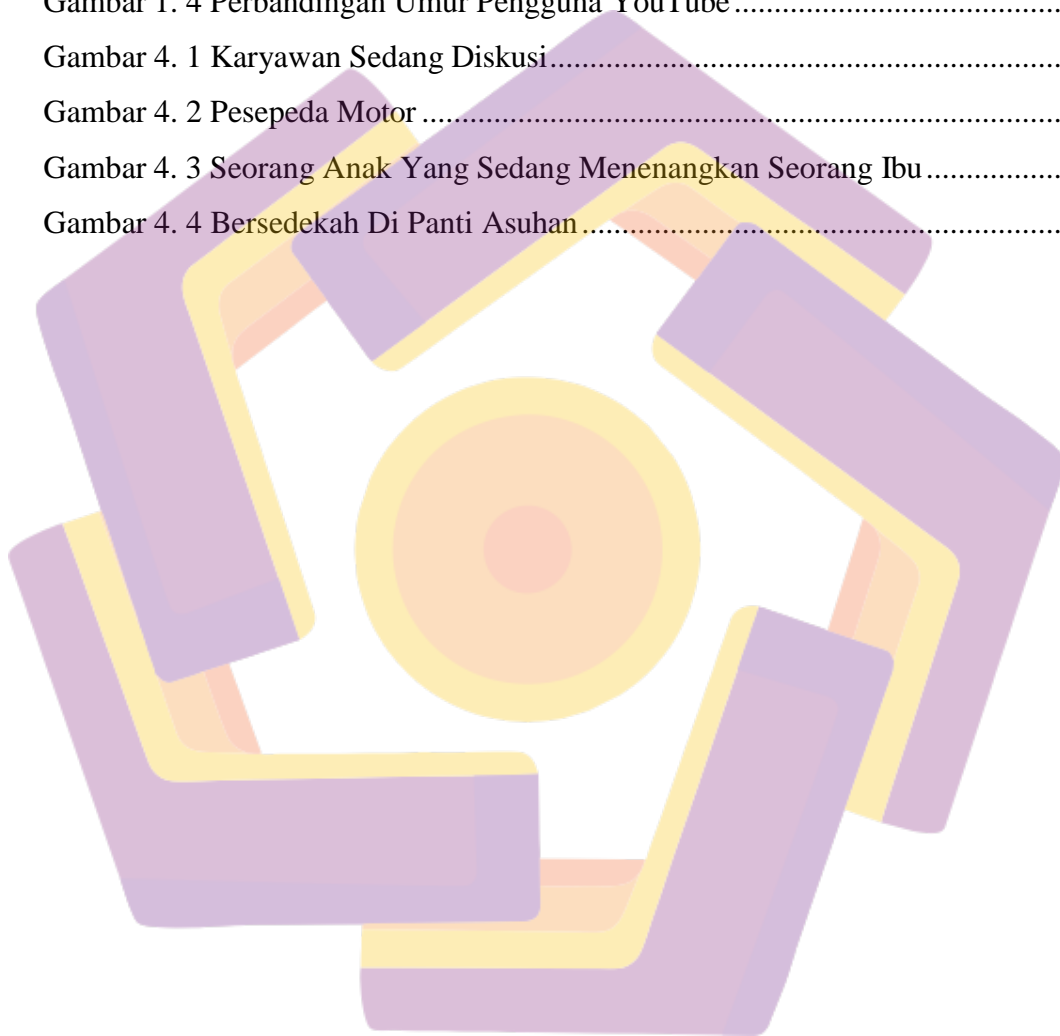 Gambar 1. 4 Perbandingan Umur Pengguna YouTube
Gambar 4. 1 Karyawan Sedang Diskusi
Gambar 4. 2 Pesepeda Motor
Gambar 4. 3 Seorang Anak Yang Sedang Menenangkan Seorang Ibu
Gambar 4. 4 Bersedekah Di Panti Asuhan